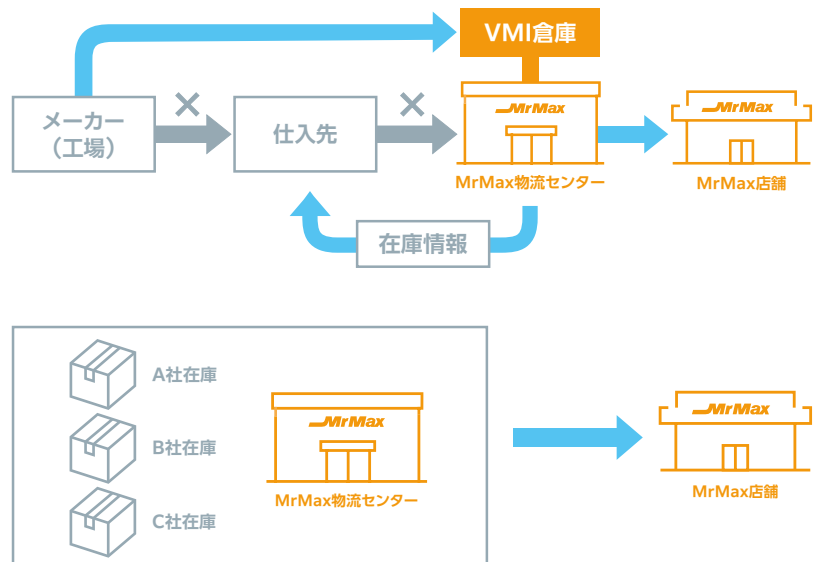 VMI倉庫
メーカー
（工場）
仕入先
MrMax
MrMax
MrMax物流センター
MrMax店舗
在庫情報
A社在庫
B社在庫
C社在庫
MrMax
MrMax物流センター
MrMax
MrMax店舗